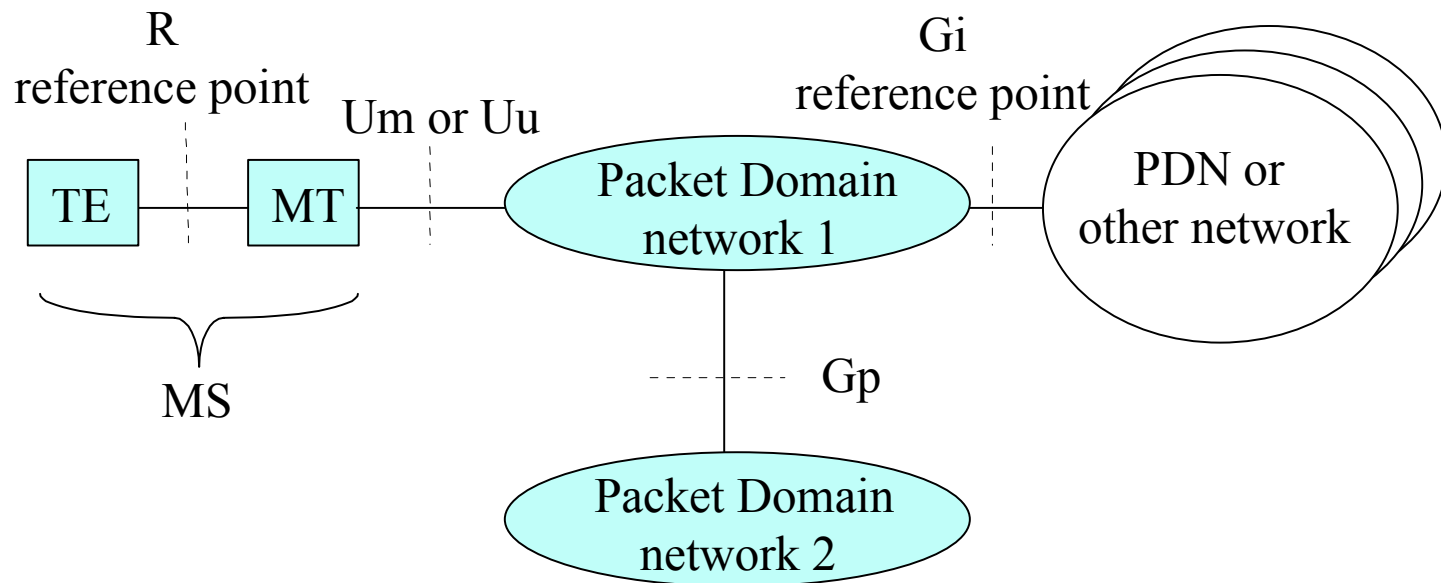 R
reference point
Um or Uu
Gi
reference point
TE
MT
Packet Domain
network 1
PDN or
other network
MS
Gp
Packet Domain
network 2